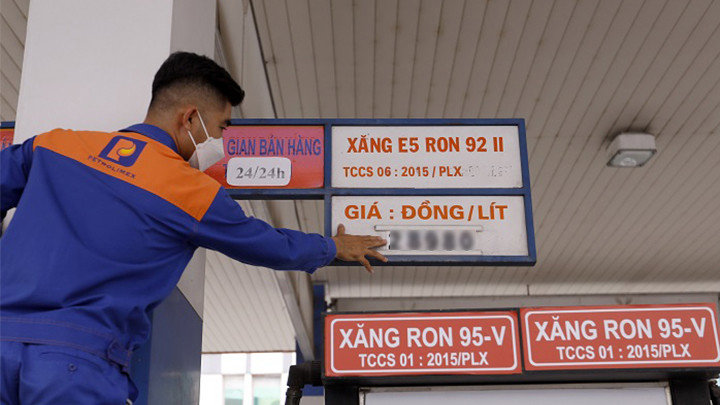 PETROLIMEX
GIAN BÁN HÀNG
24/24h
XĂNG E5 RON 92 II
TCCS 06 : 2015 / PLX
GIÁ : ĐỒNG / LÍT
XĂNG RON 95-V
TCCS 01 : 2015/PLX
XĂNG RON 95-V
TCCS 01 : 2015/PLX